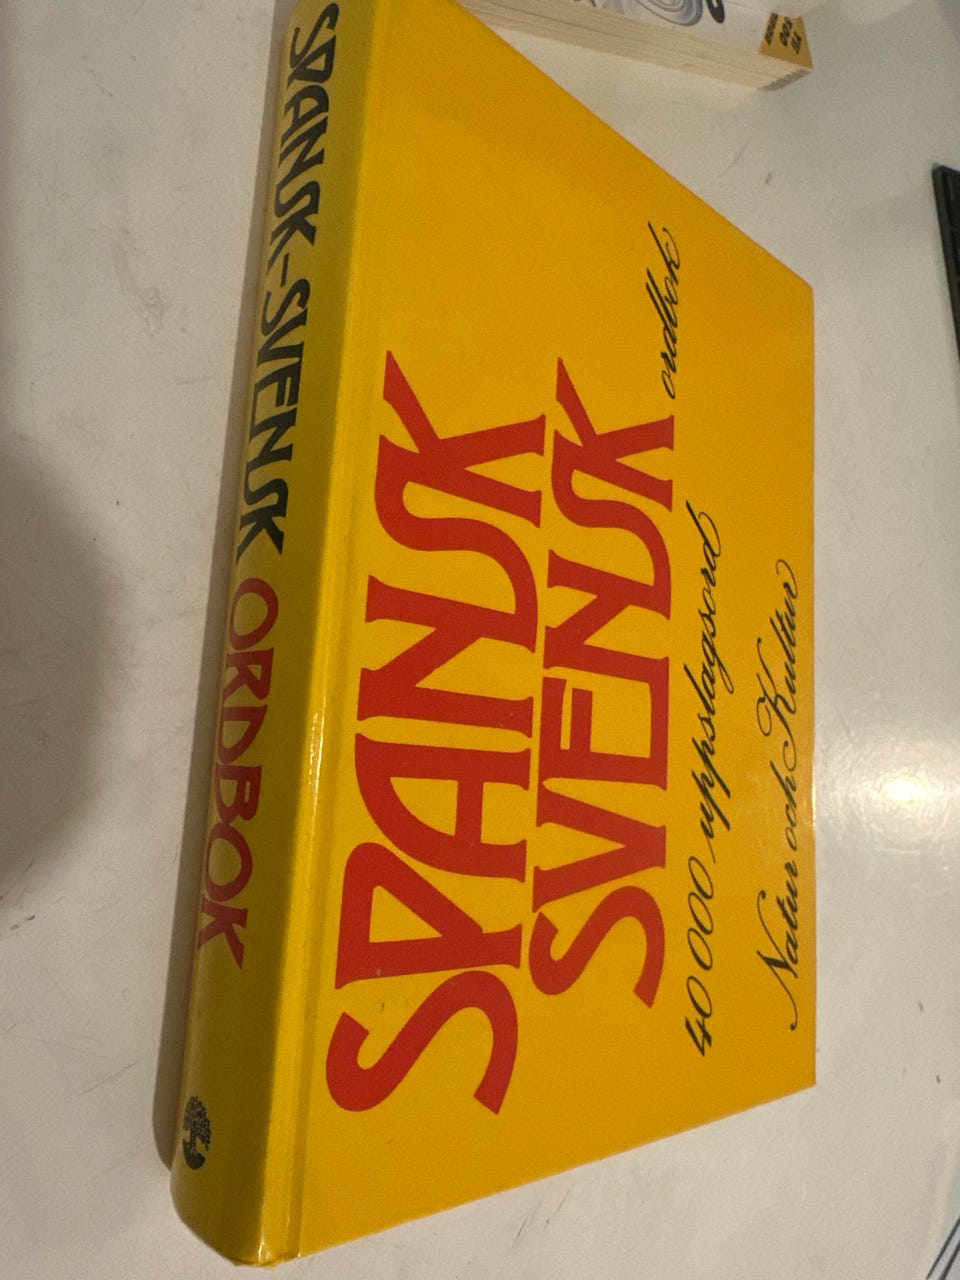 SPANSK-SVENSK ORDBOK
SPANSK
SVENSK ordbok
40 000 uppslagsord
Natur och Kultur